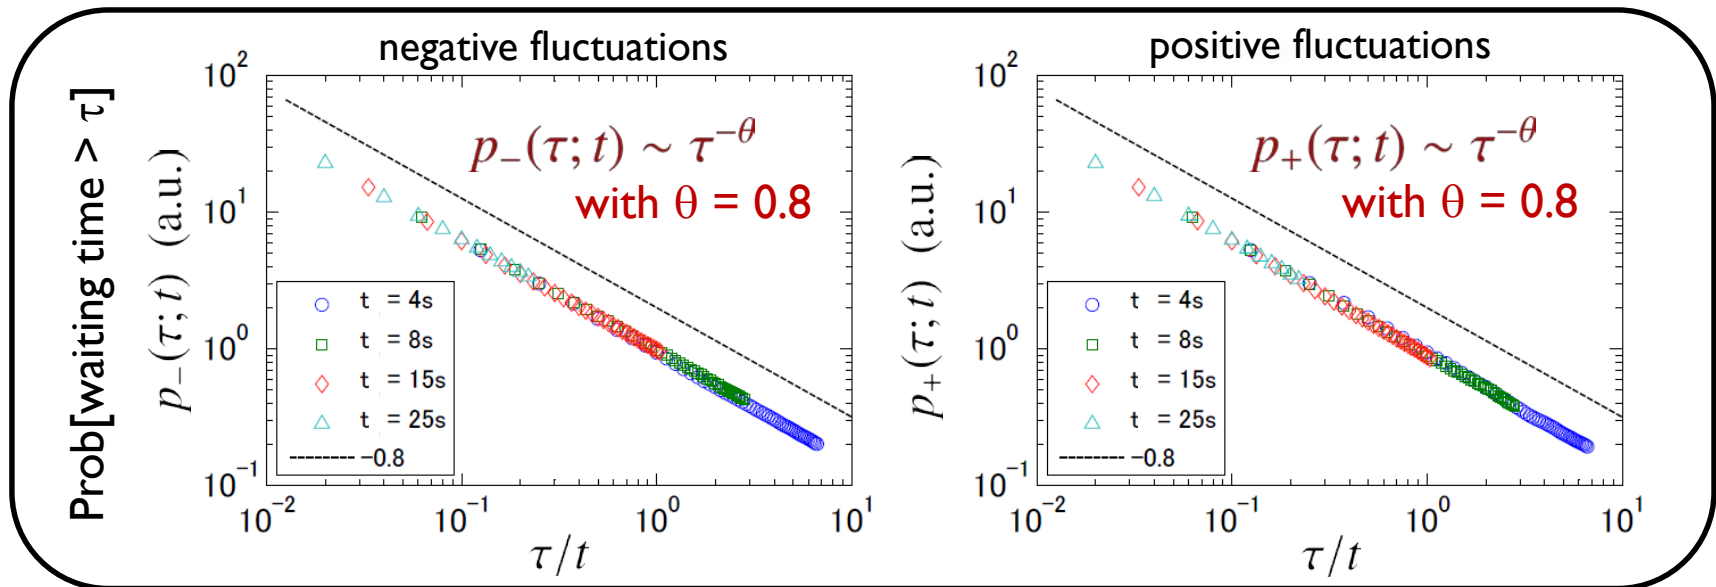 Prob[waiting time > τ]
negative fluctuations
p₋(τ; t) (a.u.)
10²
10¹
10⁰
10⁻¹
p₋(τ; t) ~ τ^−θ
with θ = 0.8
t = 4s
t = 8s
t = 15s
t = 25s
−0.8
10⁻²
10⁻¹
10⁰
10¹
τ/t
positive fluctuations
p₊(τ; t) (a.u.)
10²
10¹
10⁰
10⁻¹
p₊(τ; t) ~ τ^−θ
with θ = 0.8
t = 4s
t = 8s
t = 15s
t = 25s
−0.8
10⁻²
10⁻¹
10⁰
10¹
τ/t